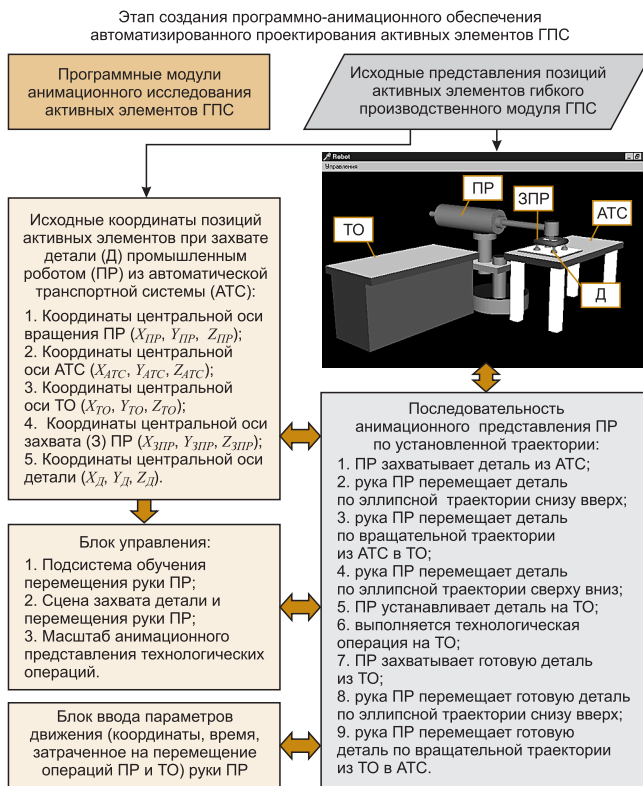 Этап создания программно-анимационного обеспечения
автоматизированного проектирования активных элементов ГПС
Программные модули
анимационного исследования
активных элементов ГПС
Исходные представления позиций
активных элементов гибкого
производственного модуля ГПС
Robot
Управления
ПР
ЗПР
АТС
ТО
Д
Исходные координаты позиций
активных элементов при захвате
детали (Д) промышленным
роботом (ПР) из автоматической
транспортной системы (АТС):
1. Координаты центральной оси
вращения ПР (XПР, YПР, ZПР);
2. Координаты центральной
оси АТС (XАТС, YАТС, ZАТС);
3. Координаты центральной
оси ТО (XТО, YТО, ZТО);
4. Координаты центральной оси
захвата (З) ПР (XЗПР, YЗПР, ZЗПР);
5. Координаты центральной оси
детали (XД, YД, ZД).
Блок управления:
1. Подсистема обучения
перемещения руки ПР;
2. Сцена захвата детали и
перемещения руки ПР;
3. Масштаб анимационного
представления технологических
операций.
Блок ввода параметров
движения (координаты, время,
затраченное на перемещение
операций ПР и ТО) руки ПР
Последовательность
анимационного представления ПР
по установленной траектории:
1. ПР захватывает деталь из АТС;
2. рука ПР перемещает деталь
по эллипсной траектории снизу вверх;
3. рука ПР перемещает деталь
по вращательной траектории
из АТС в ТО;
4. рука ПР перемещает деталь
по эллипсной траектории сверху вниз;
5. ПР устанавливает деталь на ТО;
6. выполняется технологическая
операция на ТО;
7. ПР захватывает готовую деталь
из ТО;
8. рука ПР перемещает готовую деталь
по эллипсной траектории снизу вверх;
9. рука ПР перемещает готовую
деталь по вращательной траектории
из ТО в АТС.